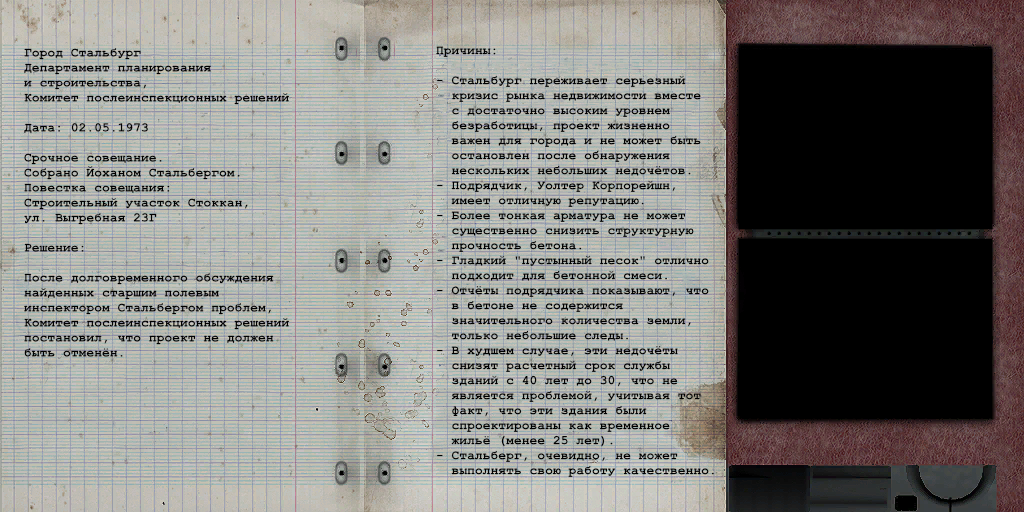 Город Стальбург
Департамент планирования
и строительства,
Комитет послеинспекционных решений
Дата: 02.05.1973
Срочное совещание.
Собрано Йоханом Стальбергом.
Повестка совещания:
Строительный участок Стоккан,
ул. Выгребная 23Г
Решение:
После долговременного обсуждения
найденных старшим полевым
инспектором Стальбергом проблем,
Комитет послеинспекционных решений
постановил, что проект не должен
быть отменён.
Причины:
- Стальбург переживает серьезный
- кризис рынка недвижимости вместе
с достаточно высоким уровнем
безработицы, проект жизненно
важен для города и не может быть
остановлен после обнаружения
нескольких небольших недочётов.
- Подрядчик, Уолтер Корпорейшн,
имеет отличную репутацию.
- Более тонкая арматура не может
существенно снизить структурную
прочность бетона.
- Гладкий "пустынный песок" отлично
подходит для бетонной смеси.
- Отчёты подрядчика показывают, что
в бетоне не содержится
значительного количества земли,
только небольшие следы.
- В худшем случае, эти недочёты
снизят расчетный срок службы
зданий с 40 лет до 30, что не
является проблемой, учитывая тот
факт, что эти здания были
спроектированы как временное
жильё (менее 25 лет).
- Стальберг, очевидно, не может
выполнять свою работу качественно.